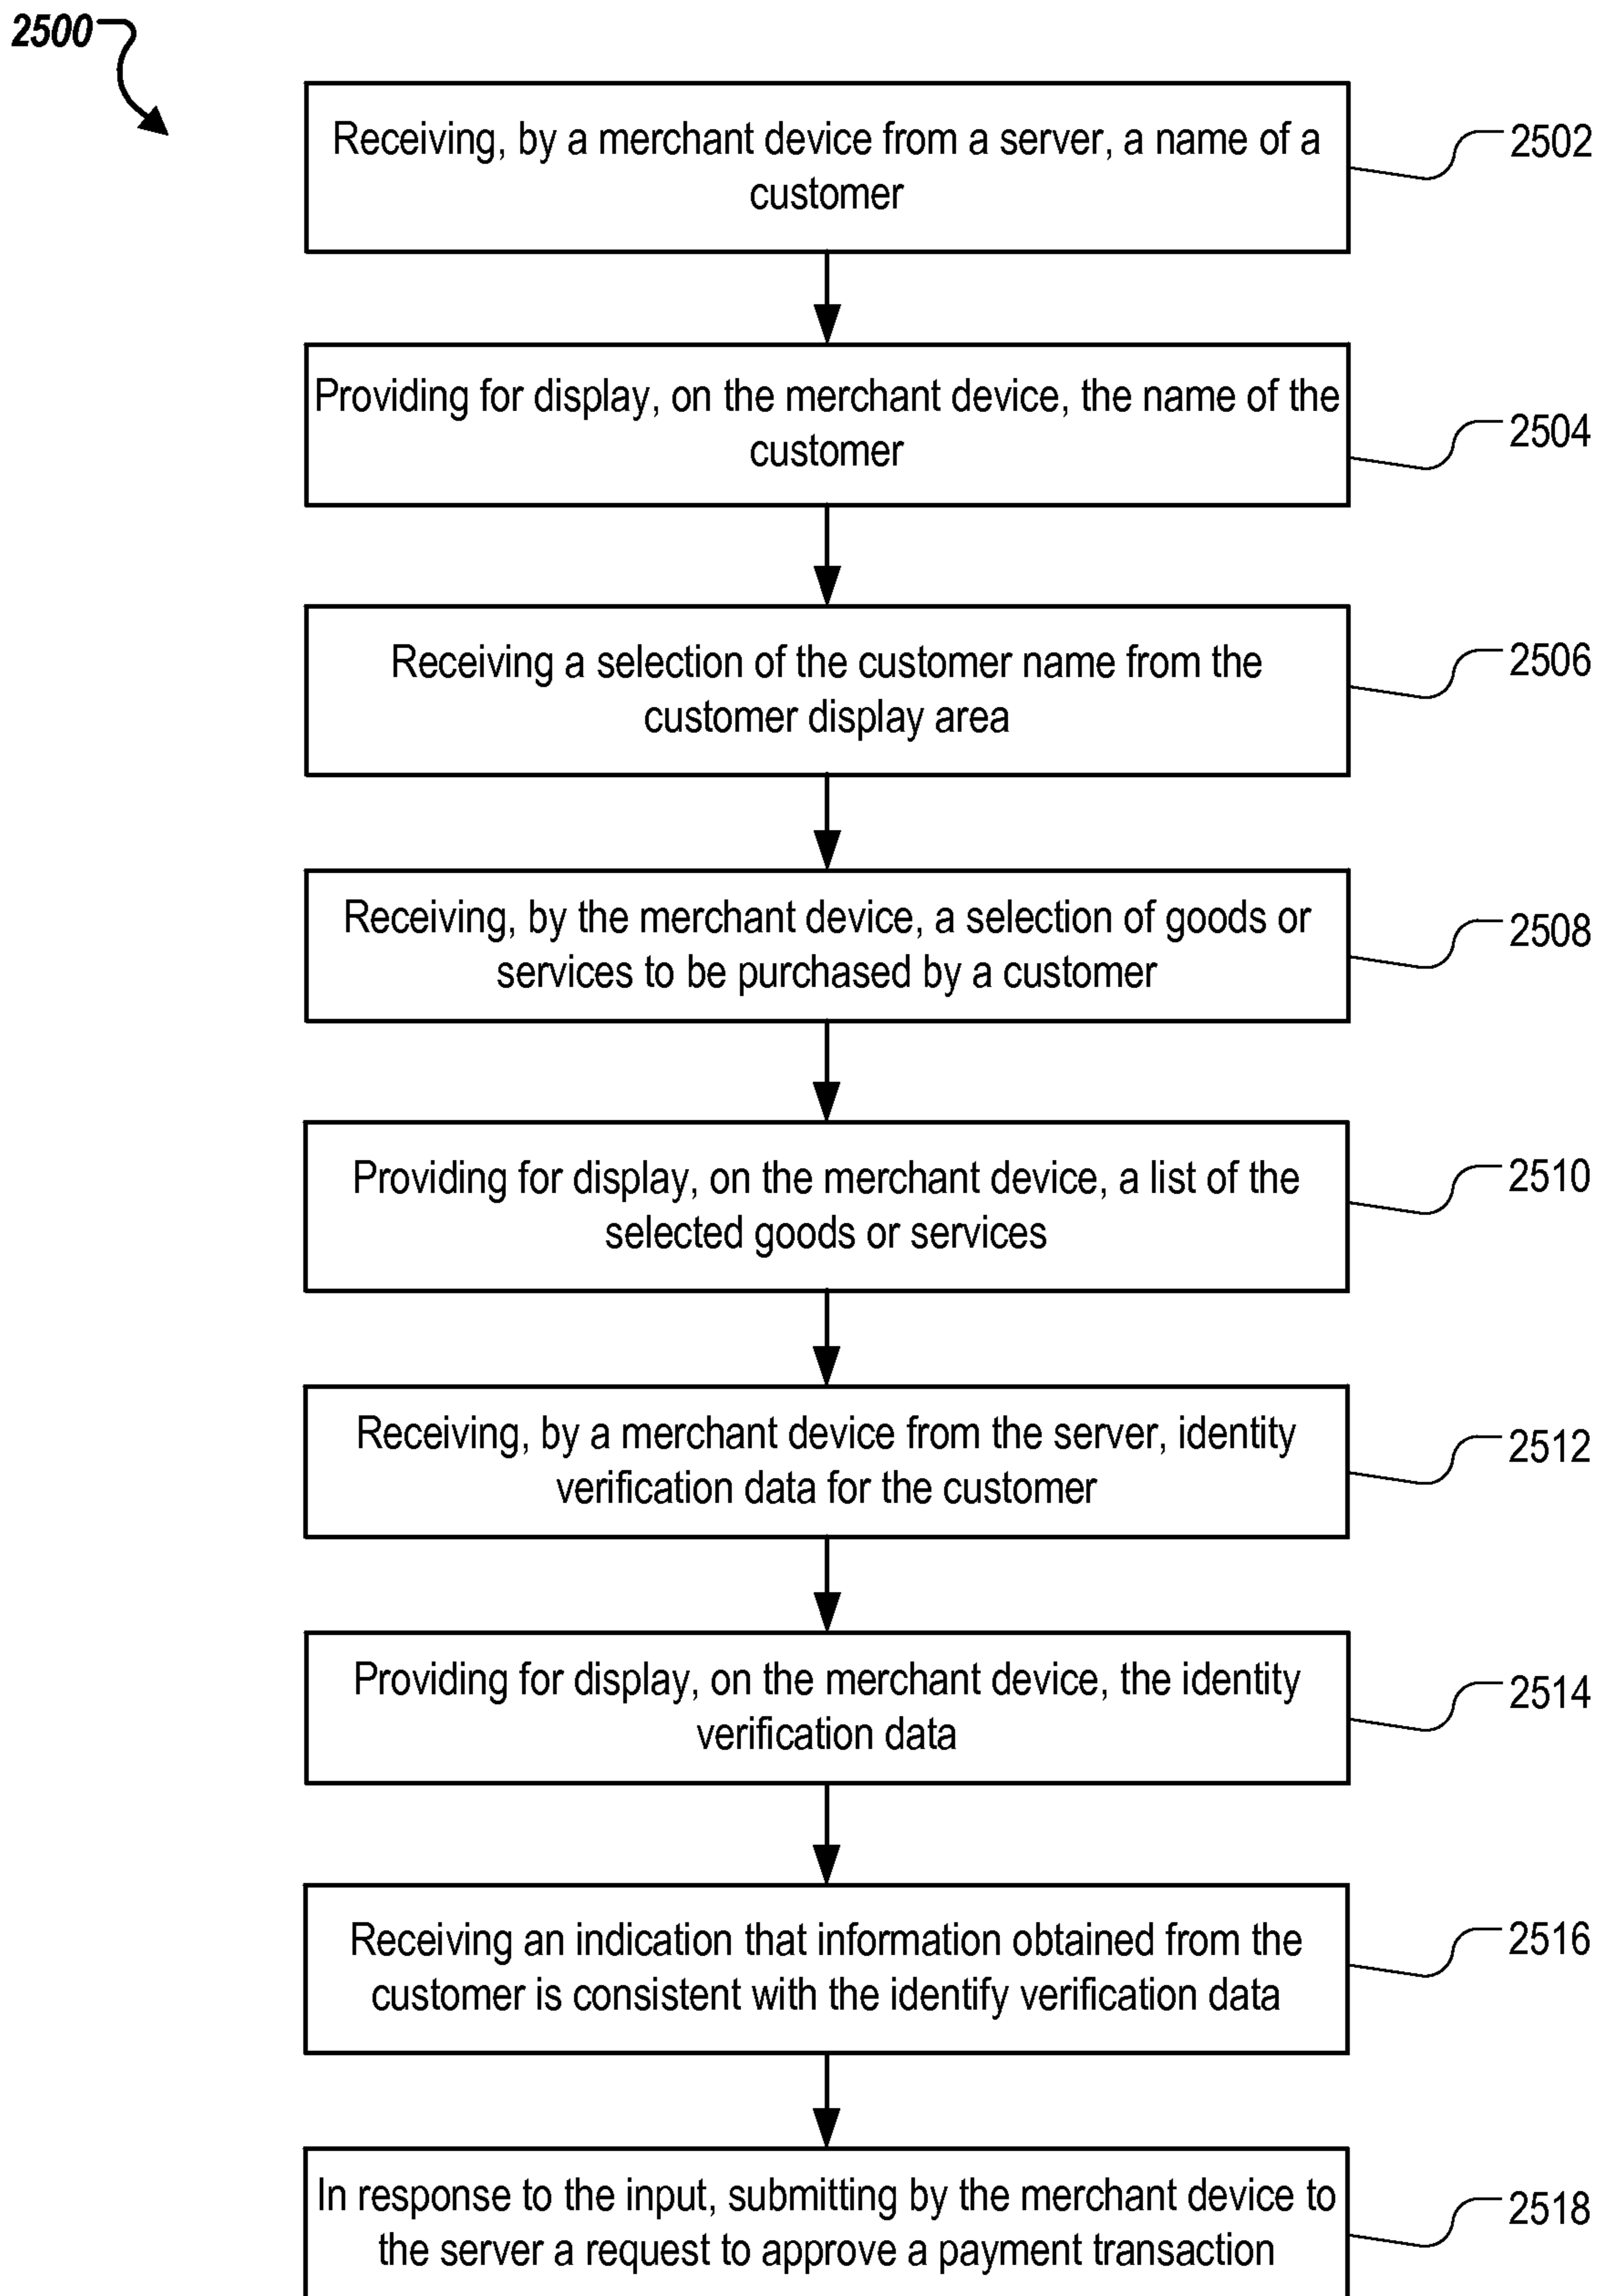 2500
Receiving, by a merchant device from a server, a name of a
customer
2502
Providing for display, on the merchant device, the name of the
customer
2504
Receiving a selection of the customer name from the
customer display area
2506
Receiving, by the merchant device, a selection of goods or
services to be purchased by a customer
2508
Providing for display, on the merchant device, a list of the
selected goods or services
2510
Receiving, by a merchant device from the server, identity
verification data for the customer
2512
Providing for display, on the merchant device, the identity
verification data
2514
Receiving an indication that information obtained from the
customer is consistent with the identify verification data
2516
In response to the input, submitting by the merchant device to
the server a request to approve a payment transaction
2518